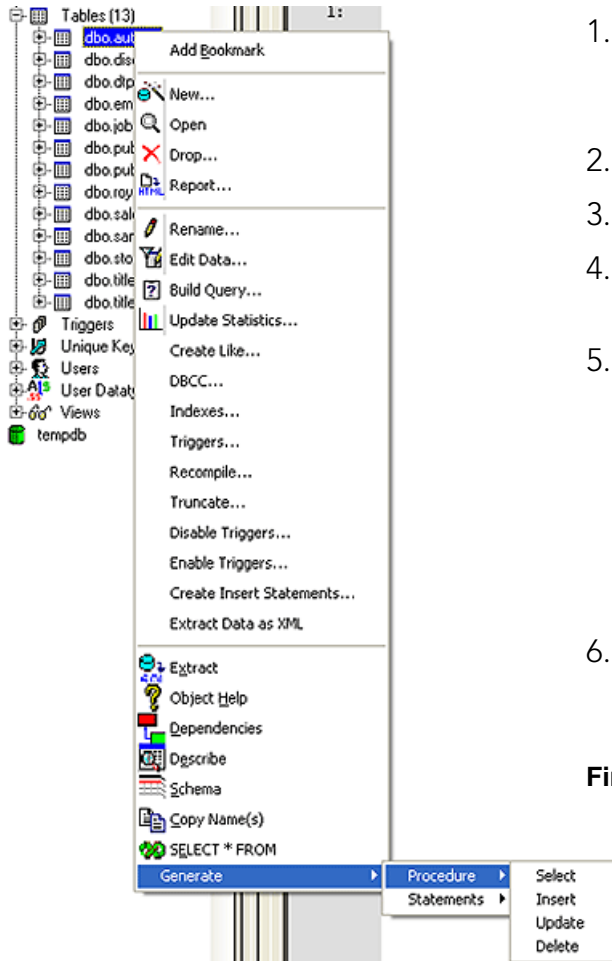 Tables (13)
dbo.aut
dbo.disc
dbo.dtp
dbo.em
dbo.job
dbo.pub
dbo.pub
dbo.roy
dbo.sale
dbo.sar
dbo.sto
dbo.title
dbo.title
Triggers
Unique Key
Users
User Dataty
Views
tempdb
1:
Add Bookmark
New...
Open
Drop...
Report...
Rename...
Edit Data...
Build Query...
Update Statistics...
Create Like...
DBCC...
Indexes...
Triggers...
Recompile...
Truncate...
Disable Triggers...
Enable Triggers...
Create Insert Statements...
Extract Data as XML
Extract
Object Help
Dependencies
Describe
Schema
Copy Name(s)
SELECT * FROM
Generate
Procedure
Statements
Select
Insert
Update
Delete
1.
2.
3.
4.
5.
6.